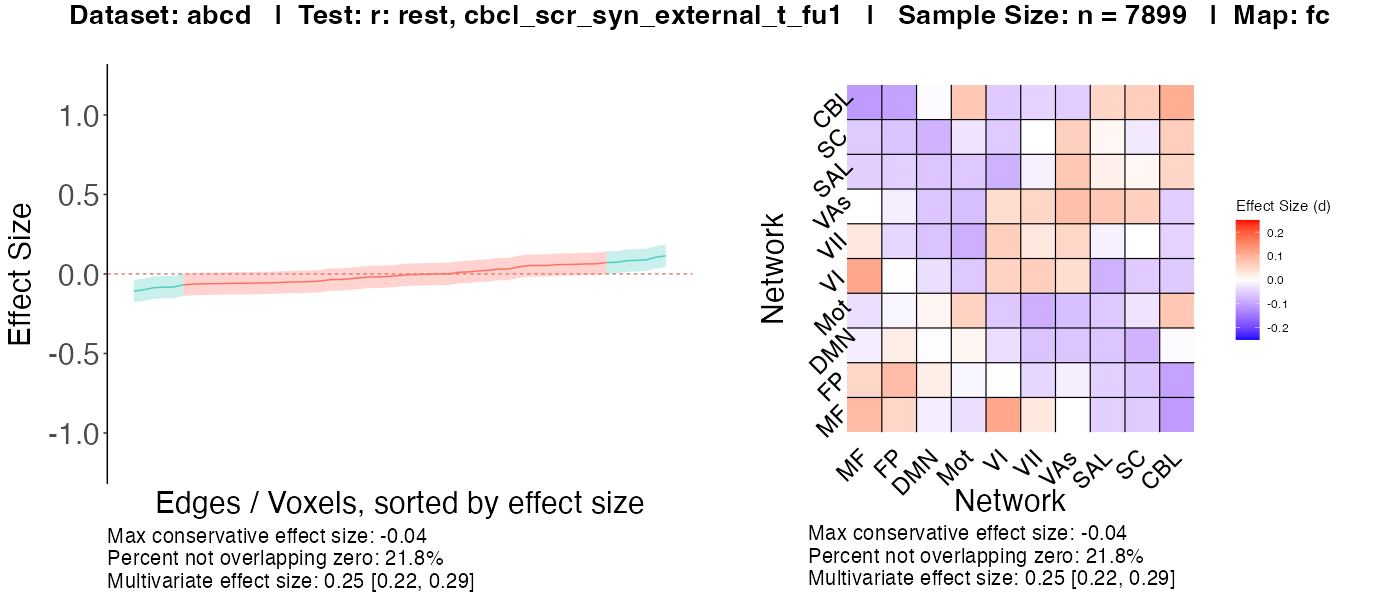 Dataset: abcd | Test: r: rest, cbcl_scr_syn_external_t_fu1 | Sample Size: n = 7899 | Map: fc
Effect Size
1.0
0.5
0.0
-0.5
-1.0
Edges / Voxels, sorted by effect size
Max conservative effect size: -0.04
Percent not overlapping zero: 21.8%
Multivariate effect size: 0.25 [0.22, 0.29]
Network
CBL
SC
SAL
VAs
VII
VI
Mot
DMN
FP
MF
MF FP DMN Mot VI VII VAs SAL SC CBL
Network
Max conservative effect size: -0.04
Percent not overlapping zero: 21.8%
Multivariate effect size: 0.25 [0.22, 0.29]
Effect Size (d)
0.2
0.1
0.0
-0.1
-0.2